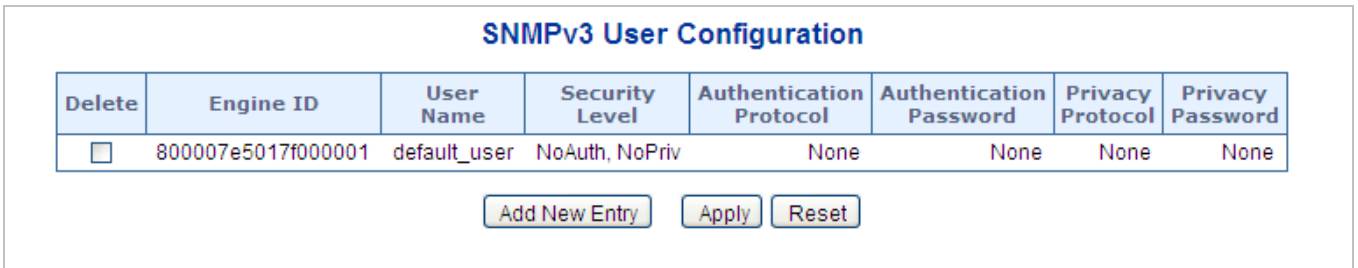 SNMPv3 User Configuration
Delete Engine ID User Name Security Level Authentication Protocol Authentication Password Privacy Protocol Privacy Password
800007e5017f000001 default_user NoAuth, NoPriv None None None None
Add New Entry Apply Reset